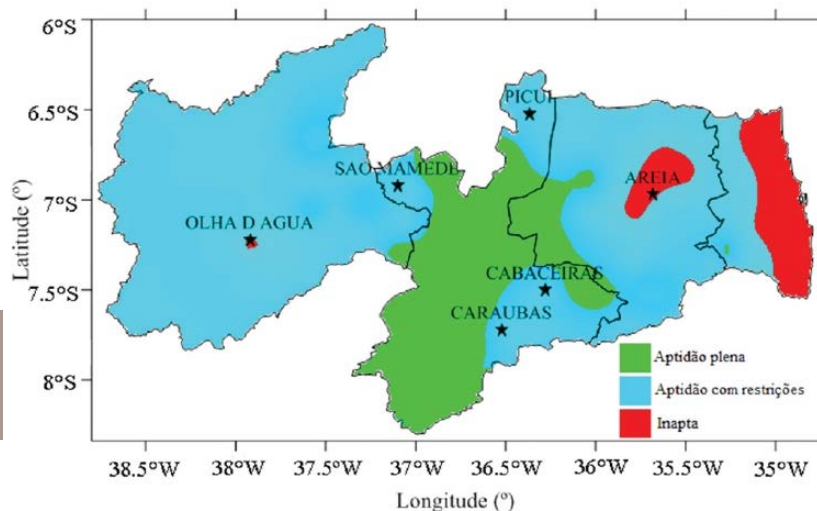 6°S
6.5°S
7°S
7.5°S
8°S
Latitude (º)
PICUI
SAO MAMEDE
AREIA
OLHA D AGUA
CABACEIRAS
CARAUBAS
Aptidão plena
Aptidão com restrições
Inapta
38.5°W 38°W 37.5°W 37°W 36.5°W 36°W 35.5°W 35°W
Longitude (º)